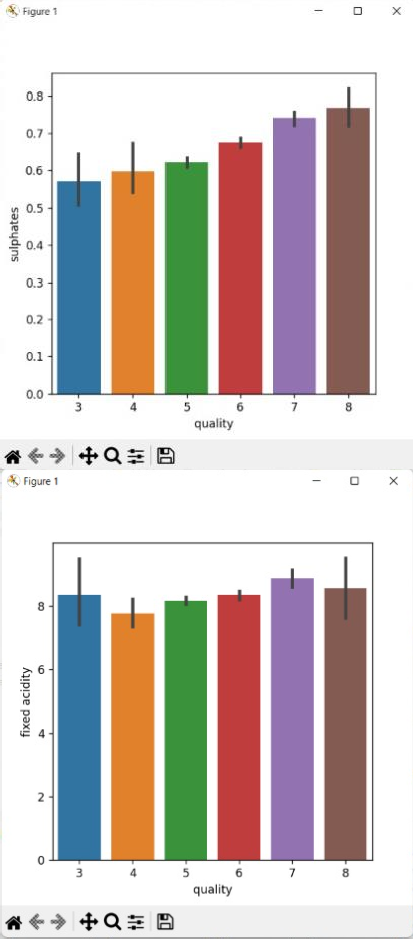 Figure 1
0.8
0.7
0.6
0.5
0.4
0.3
0.2
0.1
0.0
sulphates
3 4 5 6 7 8
quality
Figure 1
8
6
4
2
0
fixed acidity
3 4 5 6 7 8
quality